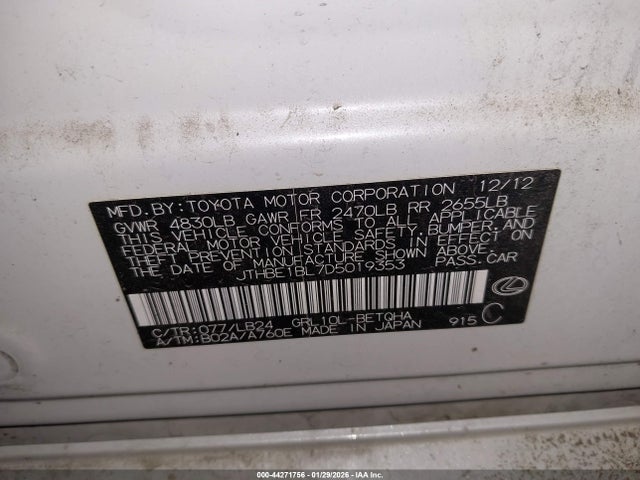 MFD. BY: TOYOTA MOTOR CORPORATION 12/12
GVWR 4830LB GAWR FR 2470LB RR 2655LB
THIS VEHICLE CONFORMS TO ALL APPLICABLE
FEDERAL MOTOR VEHICLE SAFETY, BUMPER, AND
THEFT PREVENTION STANDARDS IN EFFECT ON
THE DATE OF MANUFACTURE SHOWN ABOVE.
JTHBE1BL7D5019353 PASS. CAR
C/TR: 077/LB24 GRL10L-BETQHA
A/TM: B02A/A760E MADE IN JAPAN 915 C
000-44271756 | 01/29/2026 | IAA Inc.